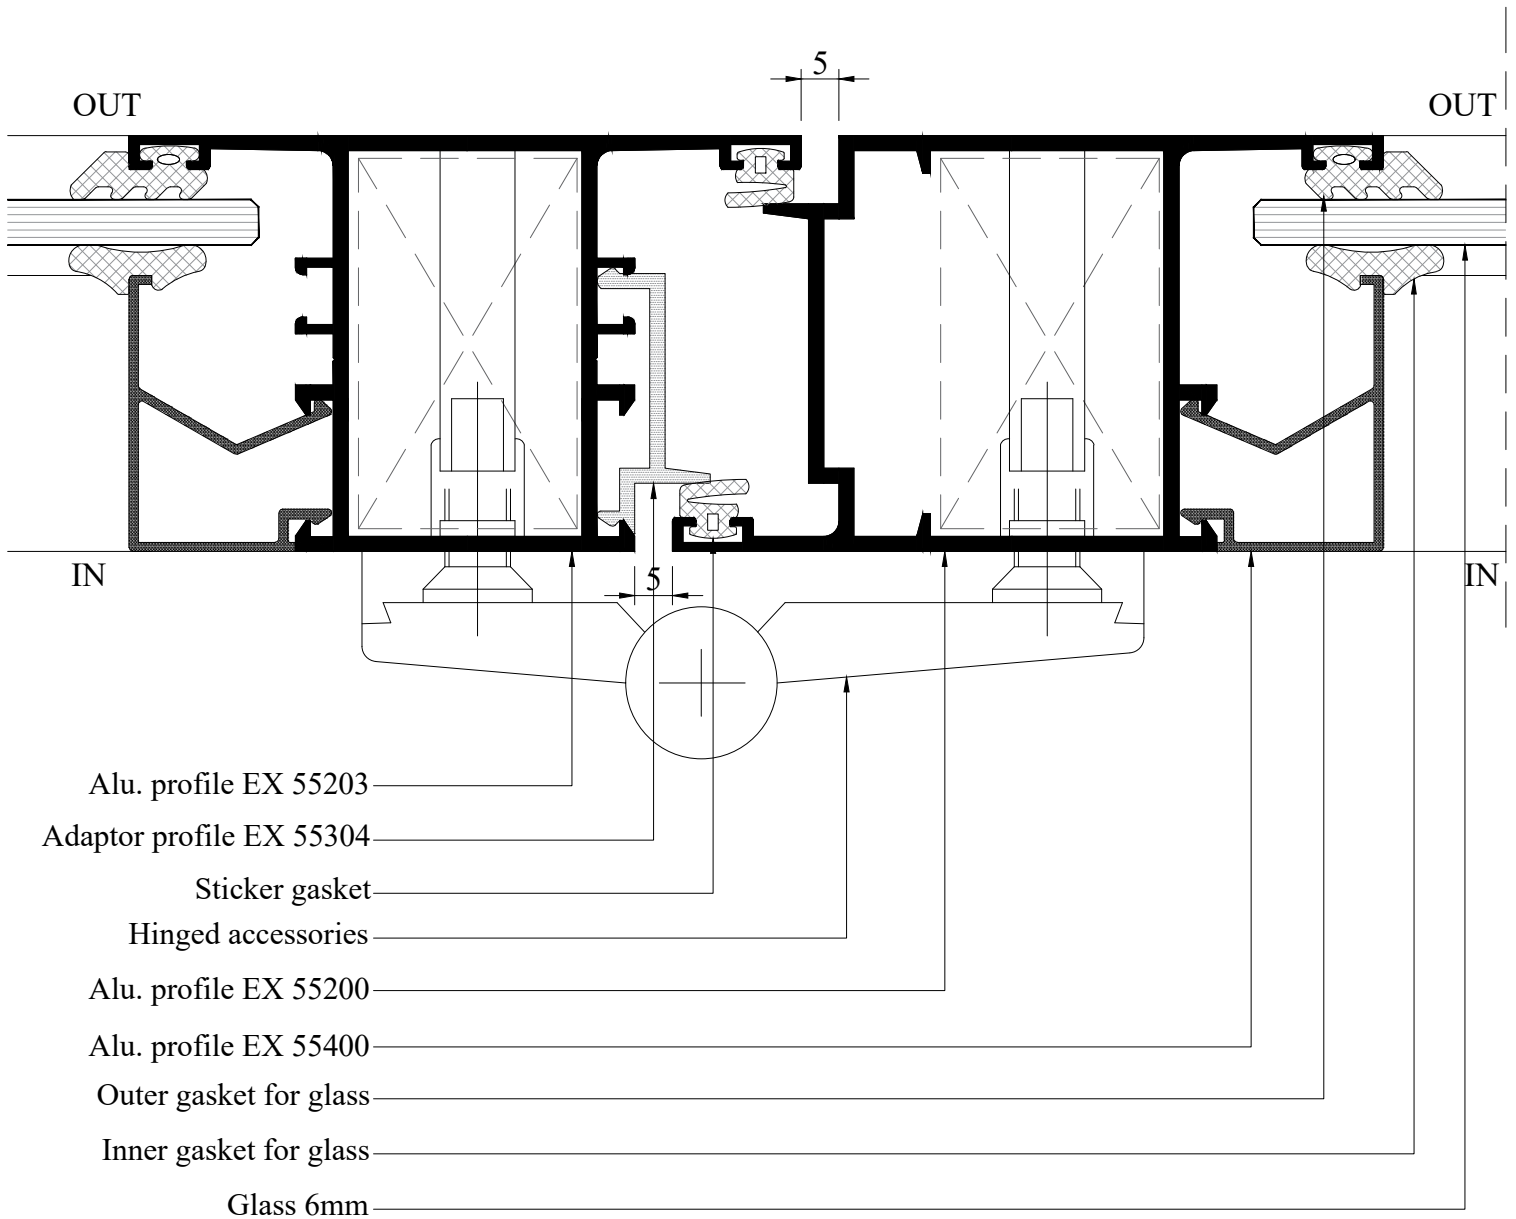 5
OUT OUT
IN 5 IN
Alu. profile EX 55203
Adaptor profile EX 55304
Sticker gasket
Hinged accessories
Alu. profile EX 55200
Alu. profile EX 55400
Outer gasket for glass
Inner gasket for glass
Glass 6mm